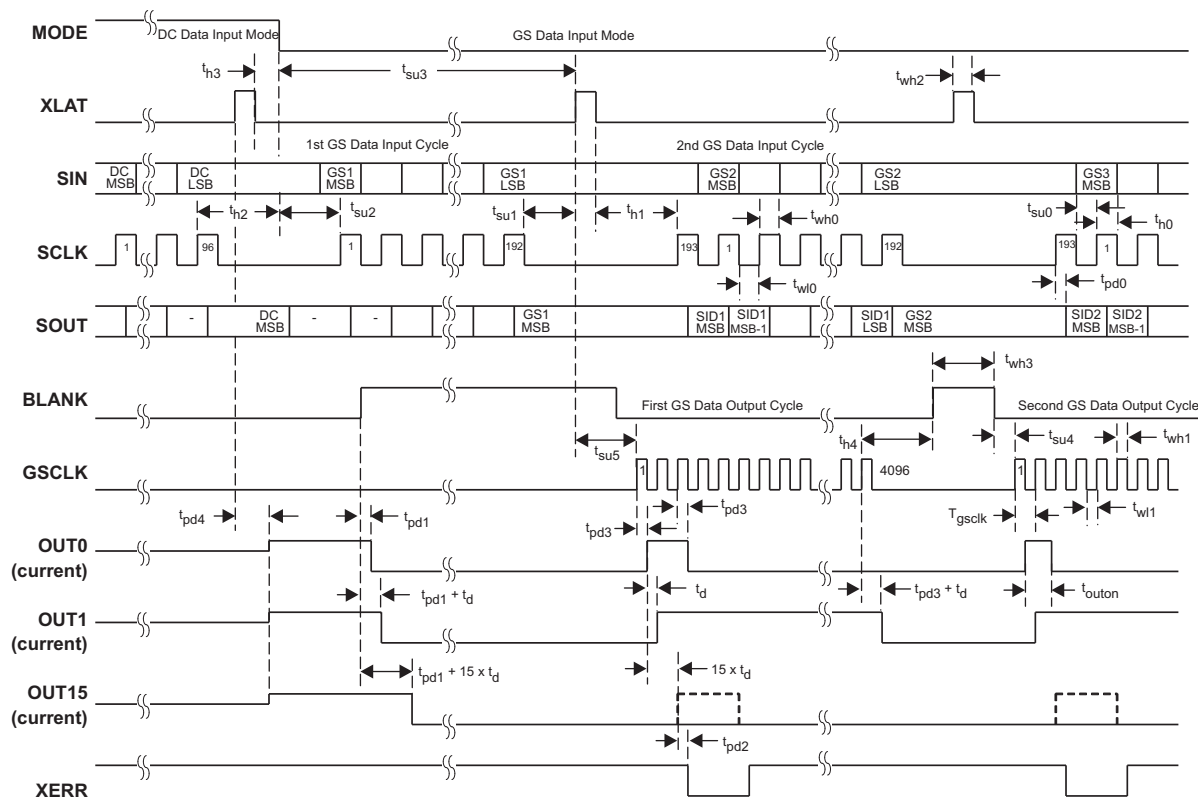 MODE
DC Data Input Mode
GS Data Input Mode
th3
tsu3
twh2
XLAT
1st GS Data Input Cycle
2nd GS Data Input Cycle
SIN
DC MSB
DC LSB
GS1 MSB
GS1 LSB
GS2 MSB
GS2 LSB
GS3 MSB
th2
tsu2
tsu1
th1
twh0
tsu0
th0
SCLK
1
96
1
192
193
1
192
193
1
twl0
tpd0
SOUT
-
DC MSB
-
-
GS1 MSB
SID1 MSB
SID1 MSB-1
SID1 LSB
GS2 MSB
SID2 MSB
SID2 MSB-1
twh3
BLANK
First GS Data Output Cycle
Second GS Data Output Cycle
tsu5
th4
tsu4
twh1
GSCLK
1
4096
1
tpd4
tpd1
tpd3
tpd3
Tgsclk
twl1
OUT0
(current)
tpd1 + td
td
tpd3 + td
touton
OUT1
(current)
tpd1 + 15 x td
15 x td
OUT15
(current)
tpd2
XERR